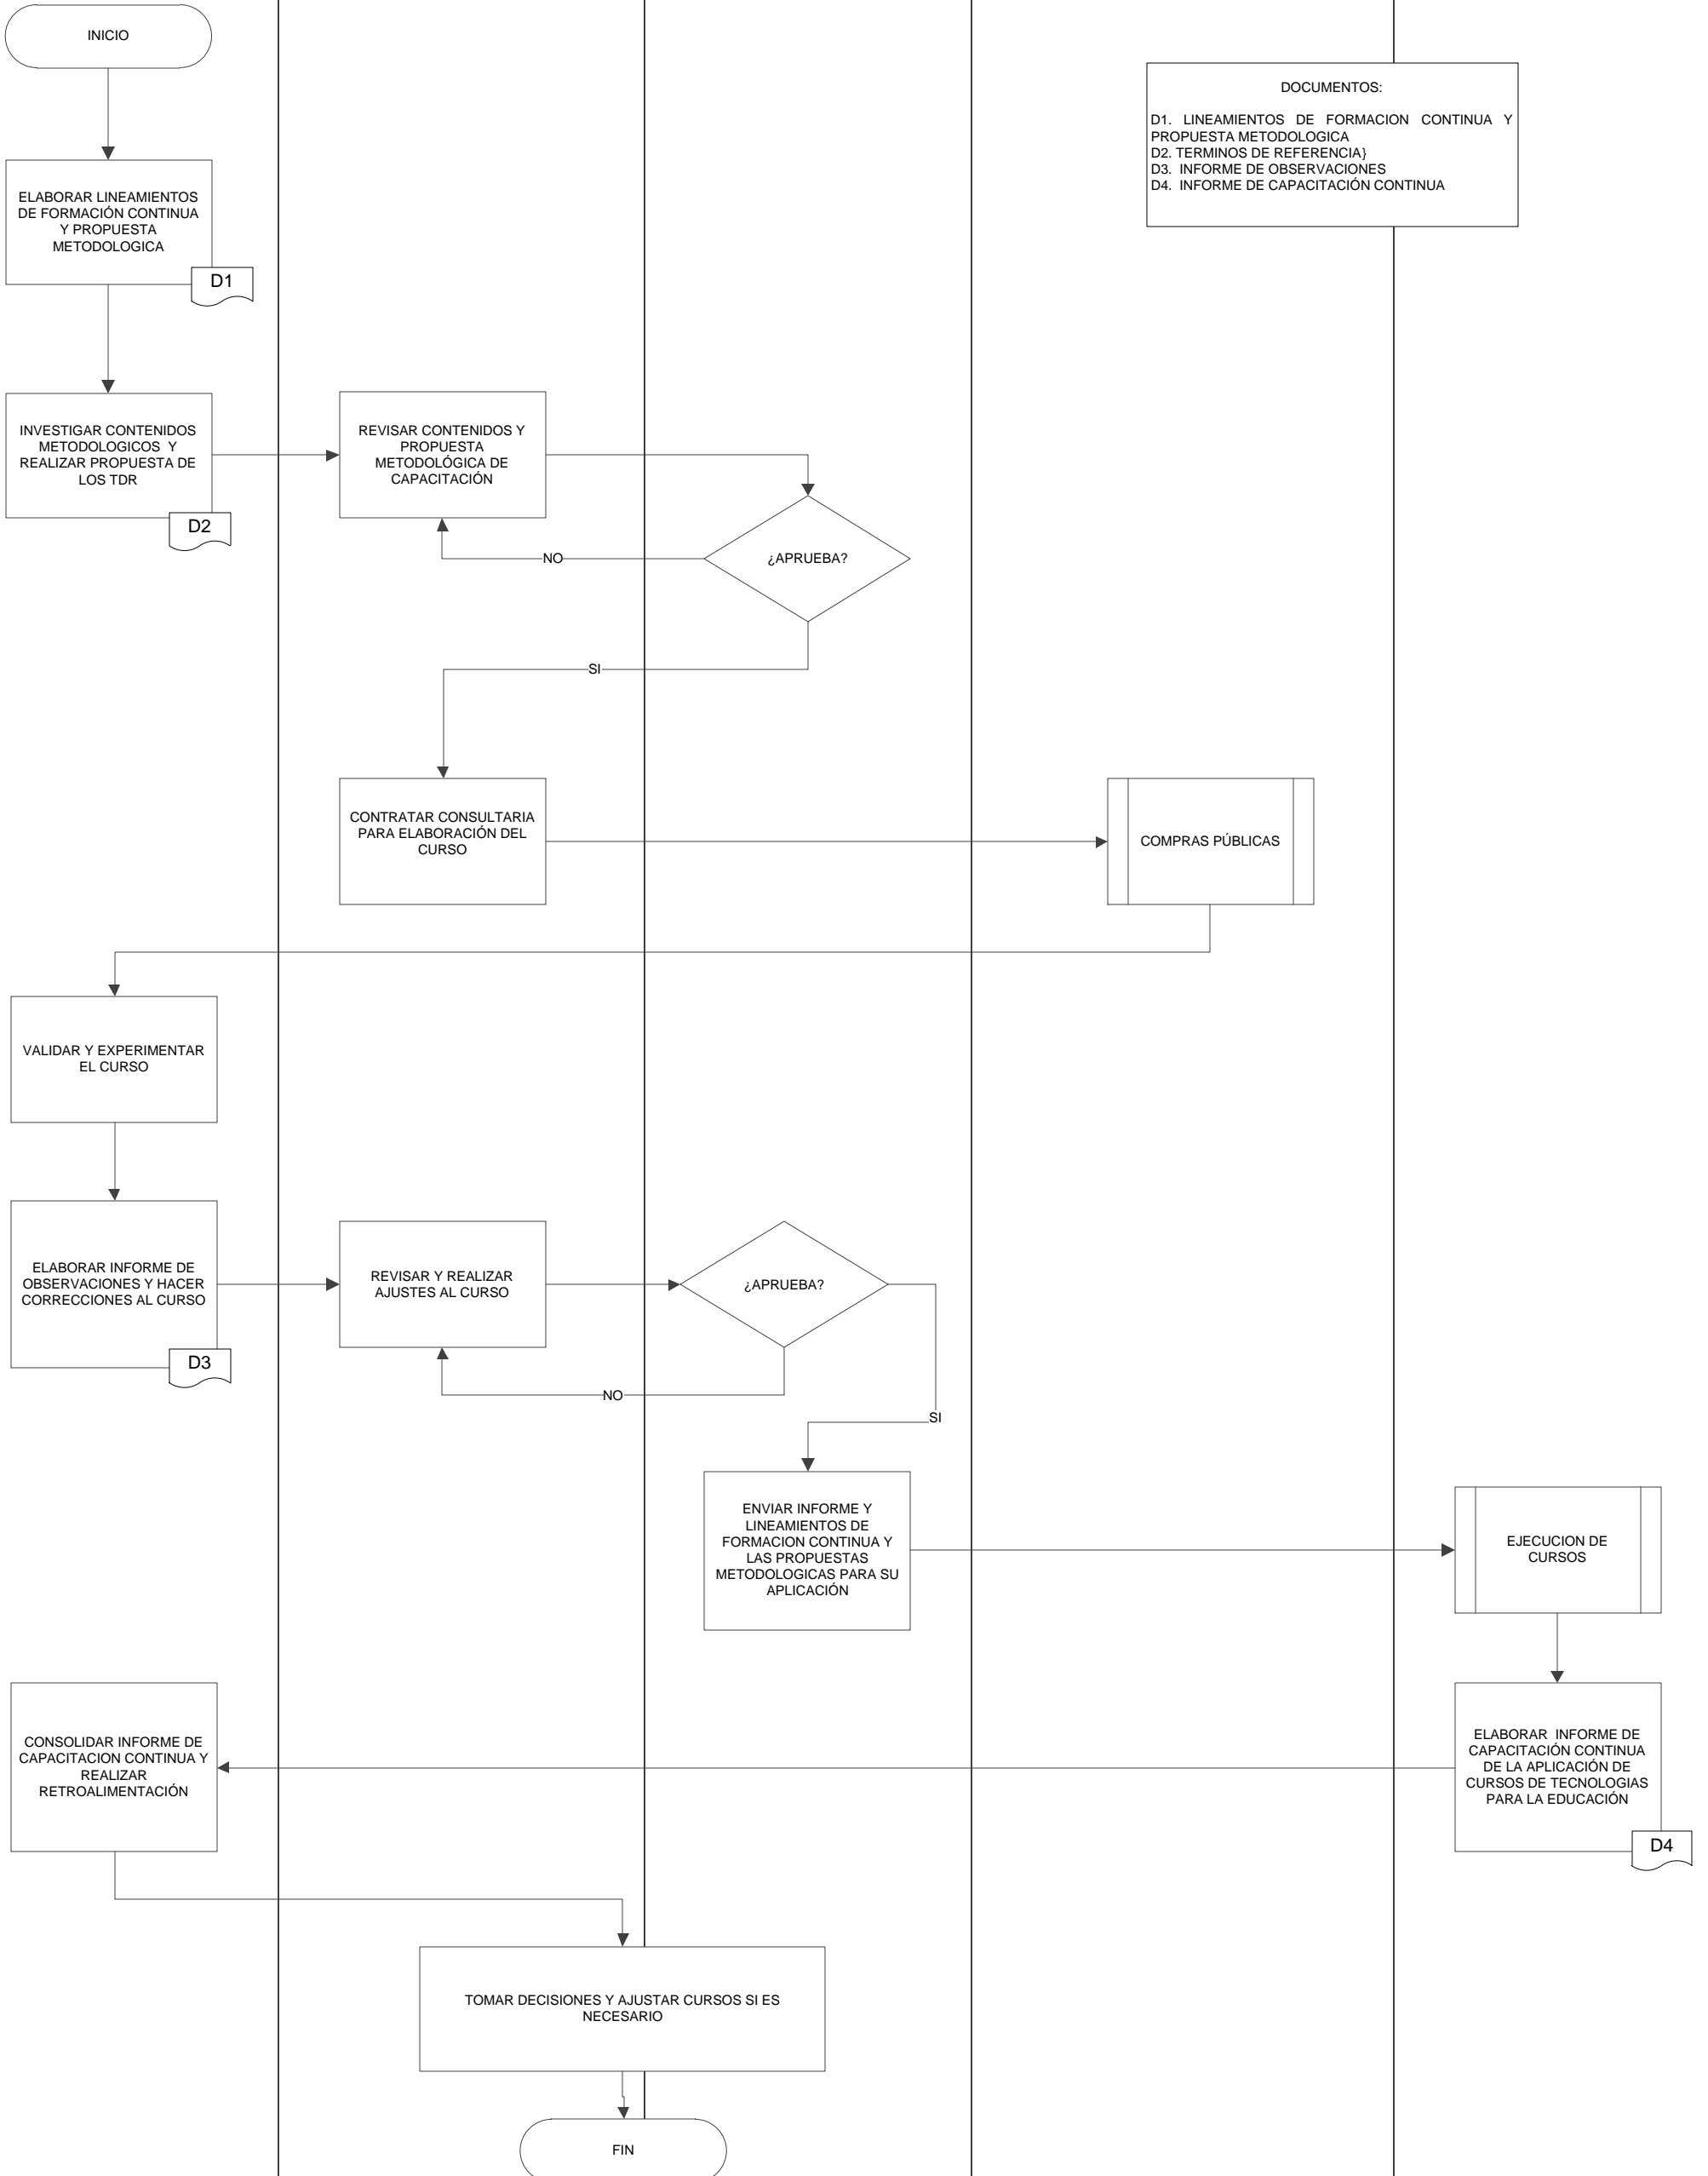 INICIO
DOCUMENTOS:
D1. LINEAMIENTOS DE FORMACION CONTINUA Y
PROPUESTA METODOLOGICA
D2. TERMINOS DE REFERENCIA}
D3. INFORME DE OBSERVACIONES
D4. INFORME DE CAPACITACIÓN CONTINUA
ELABORAR LINEAMIENTOS
DE FORMACIÓN CONTINUA
Y PROPUESTA
METODOLOGICA
D1
INVESTIGAR CONTENIDOS
METODOLOGICOS Y
REALIZAR PROPUESTA DE
LOS TDR
D2
REVISAR CONTENIDOS Y
PROPUESTA
METODOLÓGICA DE
CAPACITACIÓN
¿APRUEBA?
NO
SI
CONTRATAR CONSULTARIA
PARA ELABORACIÓN DEL
CURSO
COMPRAS PÚBLICAS
VALIDAR Y EXPERIMENTAR
EL CURSO
ELABORAR INFORME DE
OBSERVACIONES Y HACER
CORRECCIONES AL CURSO
D3
REVISAR Y REALIZAR
AJUSTES AL CURSO
¿APRUEBA?
NO
SI
ENVIAR INFORME Y
LINEAMIENTOS DE
FORMACION CONTINUA Y
LAS PROPUESTAS
METODOLOGICAS PARA SU
APLICACIÓN
EJECUCION DE
CURSOS
ELABORAR INFORME DE
CAPACITACIÓN CONTINUA
DE LA APLICACIÓN DE
CURSOS DE TECNOLOGIAS
PARA LA EDUCACIÓN
D4
CONSOLIDAR INFORME DE
CAPACITACION CONTINUA Y
REALIZAR
RETROALIMENTACIÓN
TOMAR DECISIONES Y AJUSTAR CURSOS SI ES
NECESARIO
FIN